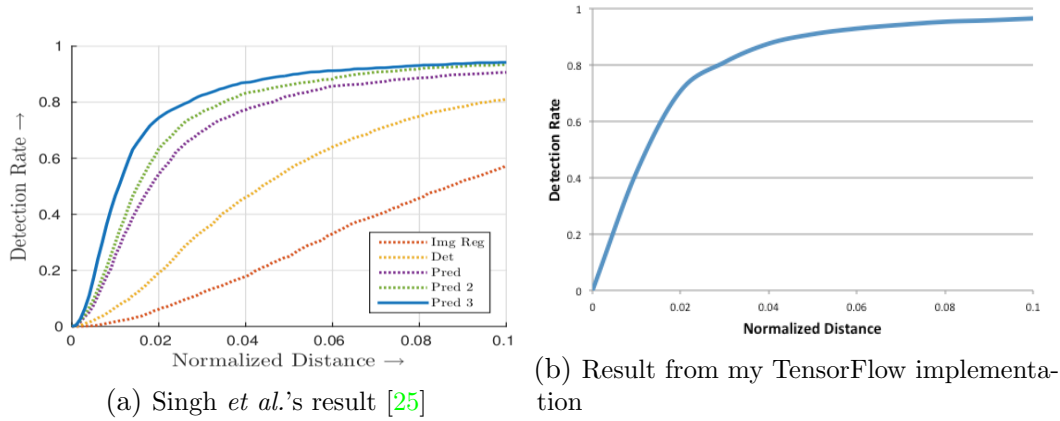 1
0.8
0.6
0.4
0.2
0
Detection Rate →
0 0.02 0.04 0.06 0.08 0.1
Normalized Distance →
Img Reg
Det
Pred
Pred 2
Pred 3
(a) Singh et al.'s result [25]
1
0.8
0.6
0.4
0.2
0
Detection Rate
0 0.02 0.04 0.06 0.08 0.1
Normalized Distance
(b) Result from my TensorFlow implementa-
tion